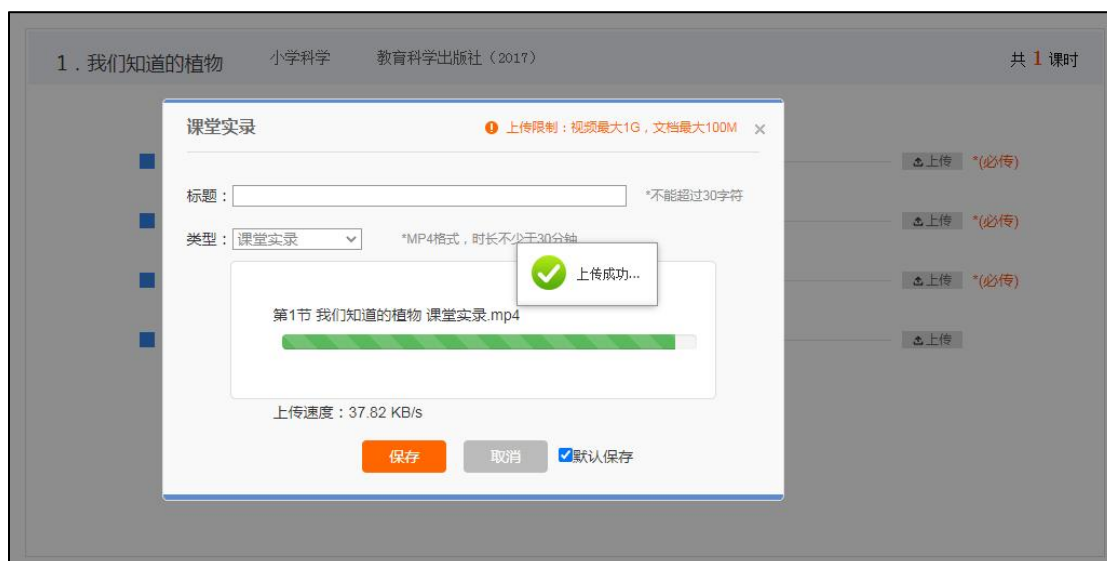 1．我们知道的植物 小学科学 教育科学出版社（2017） 共 1 课时
课堂实录 上传限制：视频最大1G，文档最大100M ×
上传 *(必传)
标题： *不能超过30字符
上传 *(必传)
类型： 课堂实录 *MP4格式，时长不少于30分钟
上传成功...
上传 *(必传)
第1节 我们知道的植物 课堂实录.mp4
上传
上传速度：37.82 KB/s
保存 取消 默认保存